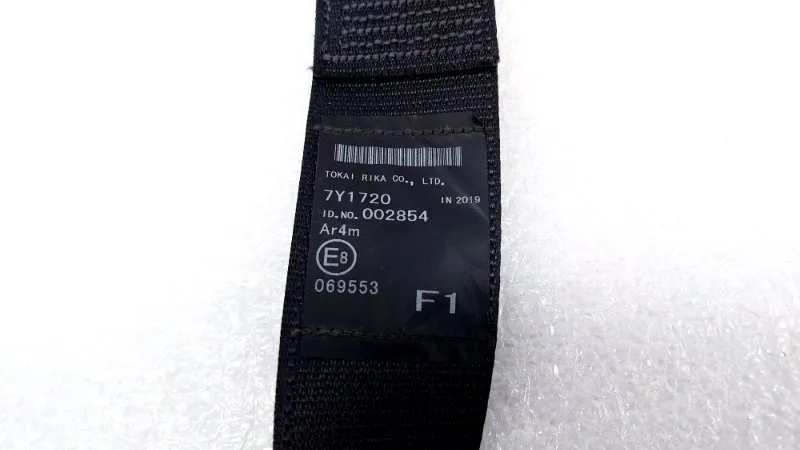 TOKAI RIKA CO., LTD.
7Y1720 IN 2019
ID.NO. 002854
Ar4m
E8
069553 F1